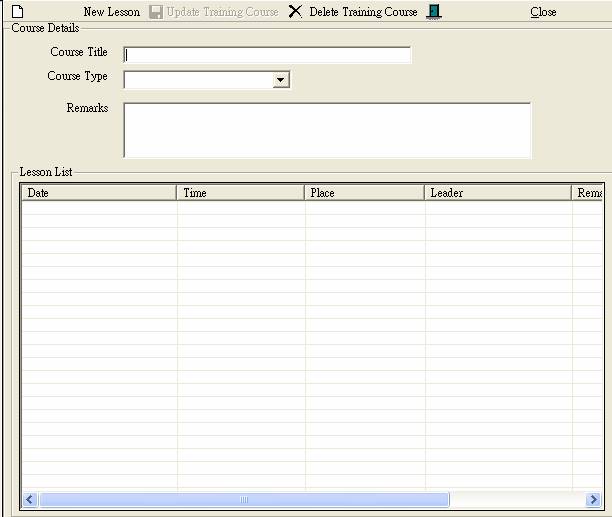 New Lesson Update Training Course Delete Training Course Close
Course Details
Course Title
Course Type
Remarks
Lesson List
Date Time Place Leader Rema